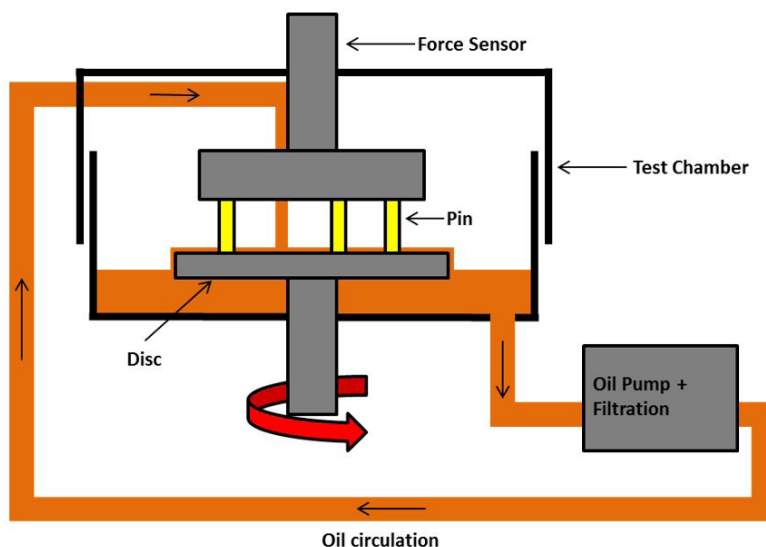 Force Sensor
Test Chamber
Pin
Disc
Oil Pump +
Filtration
Oil circulation